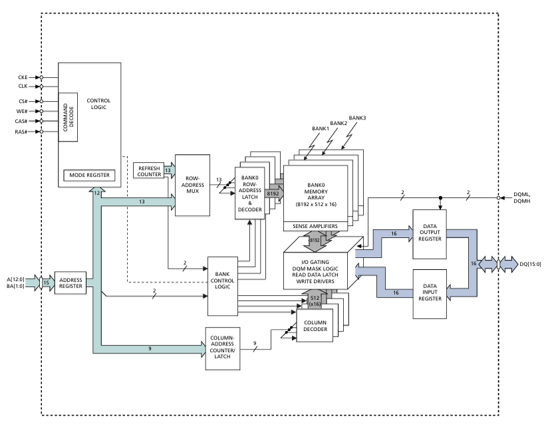 CKE
CLK
CS#
WE#
CAS#
RAS#
COMMAND
DECODE
CONTROL
LOGIC
MODE REGISTER
12
REFRESH
COUNTER
13
ROW-
ADDRESS
MUX
13
13
2
BANK0
ROW-
ADDRESS
LATCH
&
DECODER
8192
BANK1
BANK2
BANK3
BANK0
MEMORY
ARRAY
(8192 x 512 x 16)
SENSE AMPLIFIERS
8192
I/O GATING
DQM MASK LOGIC
READ DATA LATCH
WRITE DRIVERS
512
(x16)
COLUMN
DECODER
2
2
DQML,
DQMH
16
DATA
OUTPUT
REGISTER
16
DQ[15:0]
16
DATA
INPUT
REGISTER
A[12:0]
BA[1:0]
15
ADDRESS
REGISTER
2
BANK
CONTROL
LOGIC
9
COLUMN-
ADDRESS
COUNTER/
LATCH
9